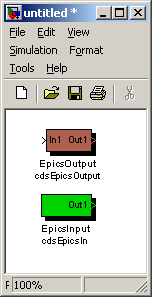 untitled *
File Edit View
Simulation Format
Tools Help
In1 Out1
EpicsOutput
cdsEpicsOutput
Out1
EpicsInput
cdsEpicsIn
F 100%